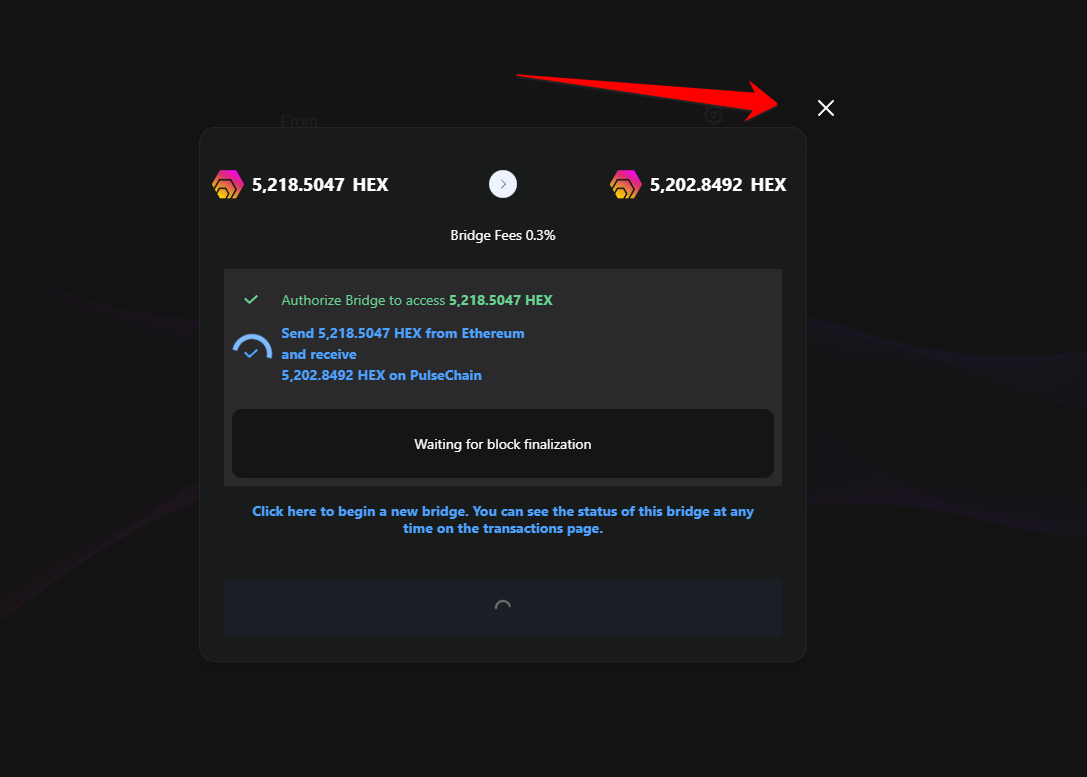 From
5,218.5047 HEX
5,202.8492 HEX
Bridge Fees 0.3%
Authorize Bridge to access 5,218.5047 HEX
Send 5,218.5047 HEX from Ethereum
and receive
5,202.8492 HEX on PulseChain
Waiting for block finalization
Click here to begin a new bridge. You can see the status of this bridge at any
time on the transactions page.